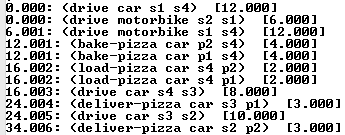 0.000: (drive car s1 s4)  [12.000]
0.000: (drive motorbike s2 s1)  [6.000]
6.001: (drive motorbike s1 s4)  [12.000]
12.001: (bake-pizza car p2 s4)  [4.000]
12.001: (bake-pizza car p1 s4)  [4.000]
16.002: (load-pizza car s4 p2)  [2.000]
16.002: (load-pizza car s4 p1)  [2.000]
16.003: (drive car s4 s3)  [8.000]
24.004: (deliver-pizza car s3 p1)  [3.000]
24.005: (drive car s3 s2)  [10.000]
34.006: (deliver-pizza car s2 p2)  [3.000]